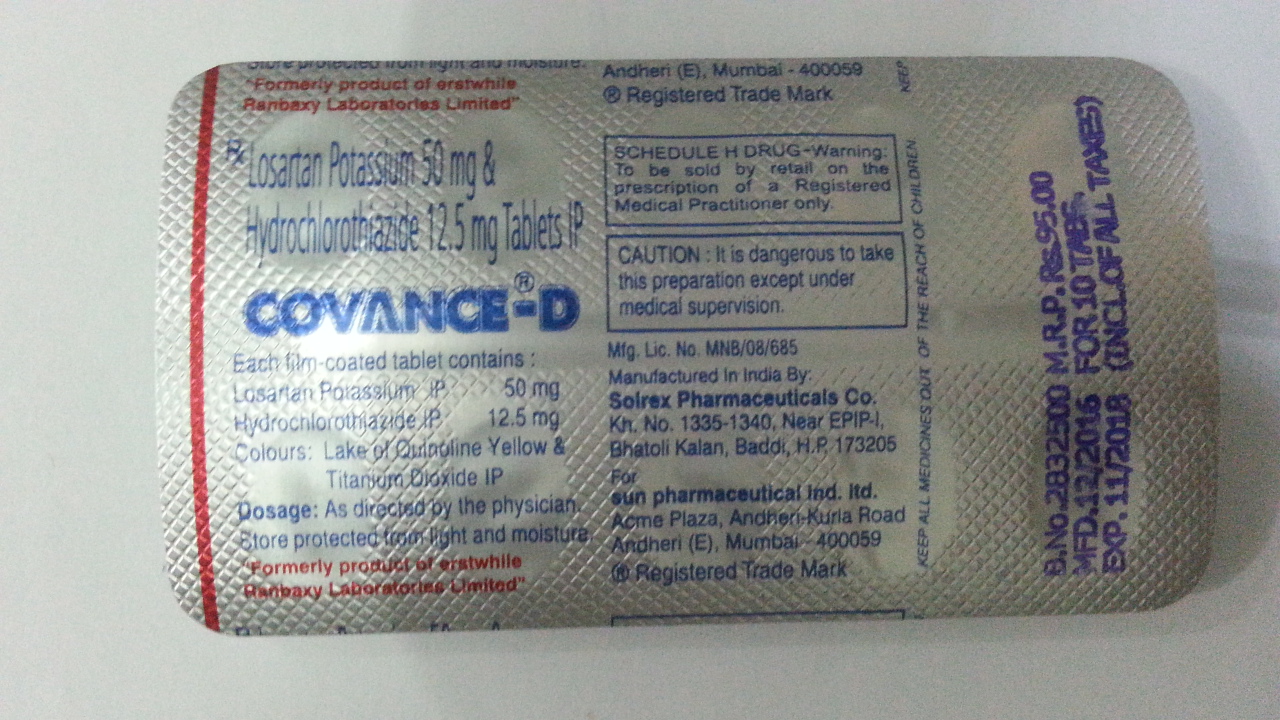 Store protected from light and moisture.
"Formerly product of erstwhile
Ranbaxy Laboratories Limited"
Rx Losartan Potassium 50 mg &
Hydrochlorothiazide 12.5 mg Tablets IP
COVANCE-D®
Each film-coated tablet contains :
Losartan Potassium IP 50 mg
Hydrochlorothiazide IP 12.5 mg
Colours: Lake of Quinoline Yellow &
Titanium Dioxide IP
Dosage: As directed by the physician.
Store protected from light and moisture.
"Formerly product of erstwhile
Ranbaxy Laboratories Limited"
Andheri (E), Mumbai - 400059
® Registered Trade Mark
SCHEDULE H DRUG-Warning:
To be sold by retail on the
prescription of a Registered
Medical Practitioner only.
CAUTION : It is dangerous to take
this preparation except under
medical supervision.
Mfg. Lic. No. MNB/08/685
Manufactured In India By:
Solrex Pharmaceuticals Co.
Kh. No. 1335-1340, Near EPIP-I,
Bhatoli Kalan, Baddi, H.P. 173205
For
sun pharmaceutical ind. ltd.
Acme Plaza, Andheri-Kurla Road
Andheri (E), Mumbai - 400059
® Registered Trade Mark
KEEP
KEEP ALL MEDICINES OUT OF THE REACH OF CHILDREN
B.No.2832500 M.R.P.Rs.95.00
MFD.12/2016 FOR 10 TABS.
EXP. 11/2018 (INCL.OF ALL TAXES)